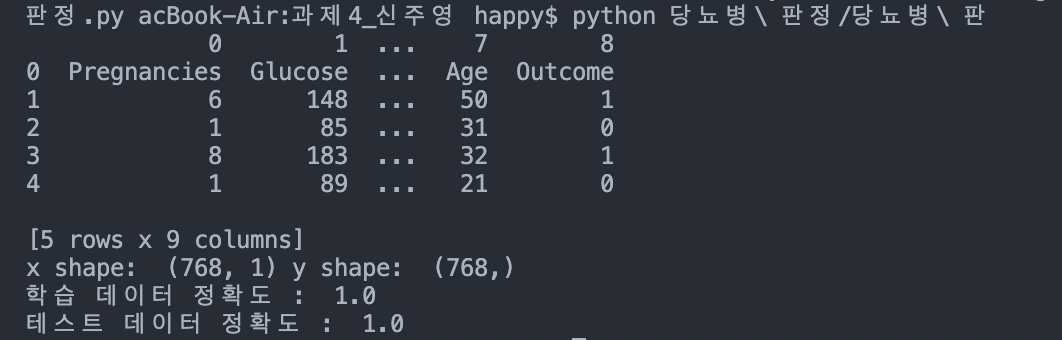 판정.py acBook-Air:과제4_신주영 happy$ python 당뇨병\ 판정/당뇨병\ 판
0 1 ... 7 8
0 Pregnancies Glucose ... Age Outcome
1 6 148 ... 50 1
2 1 85 ... 31 0
3 8 183 ... 32 1
4 1 89 ... 21 0
[5 rows x 9 columns]
x shape:  (768, 1) y shape:  (768,)
학습 데이터 정확도 :  1.0
테스트 데이터 정확도 :  1.0